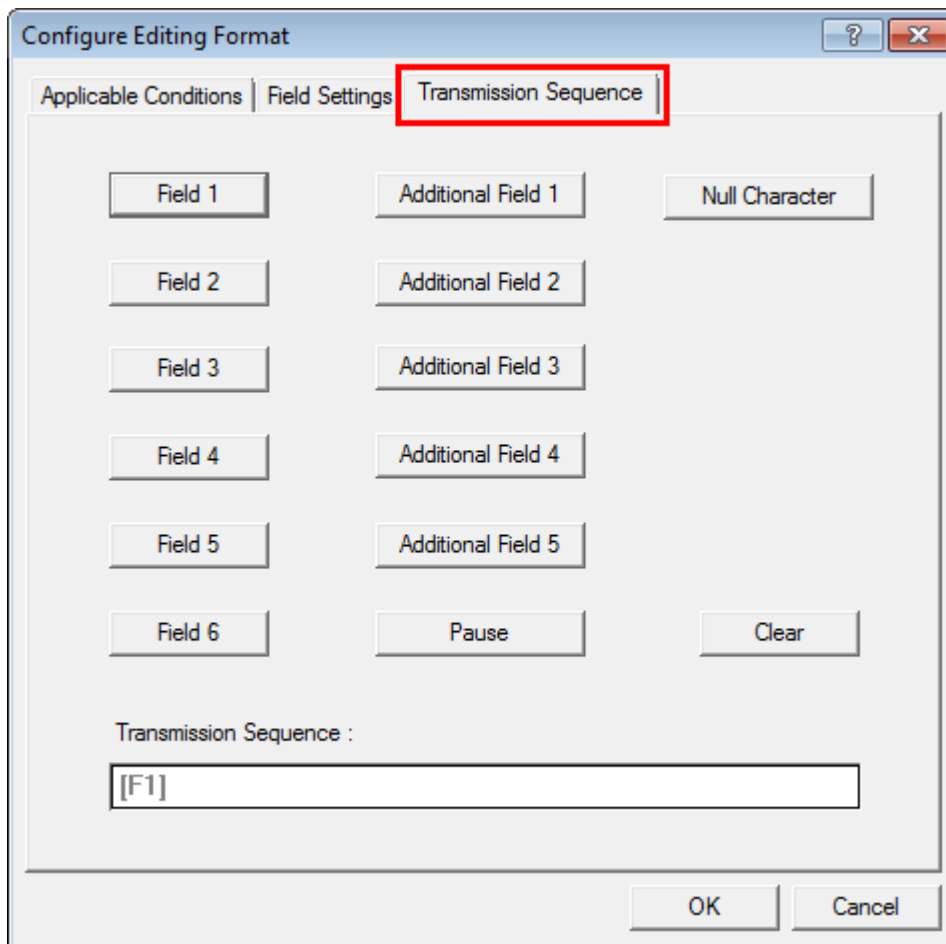 Configure Editing Format
Applicable Conditions Field Settings Transmission Sequence
Field 1 Additional Field 1 Null Character
Field 2 Additional Field 2
Field 3 Additional Field 3
Field 4 Additional Field 4
Field 5 Additional Field 5
Field 6 Pause Clear
Transmission Sequence :
[F1]
OK Cancel